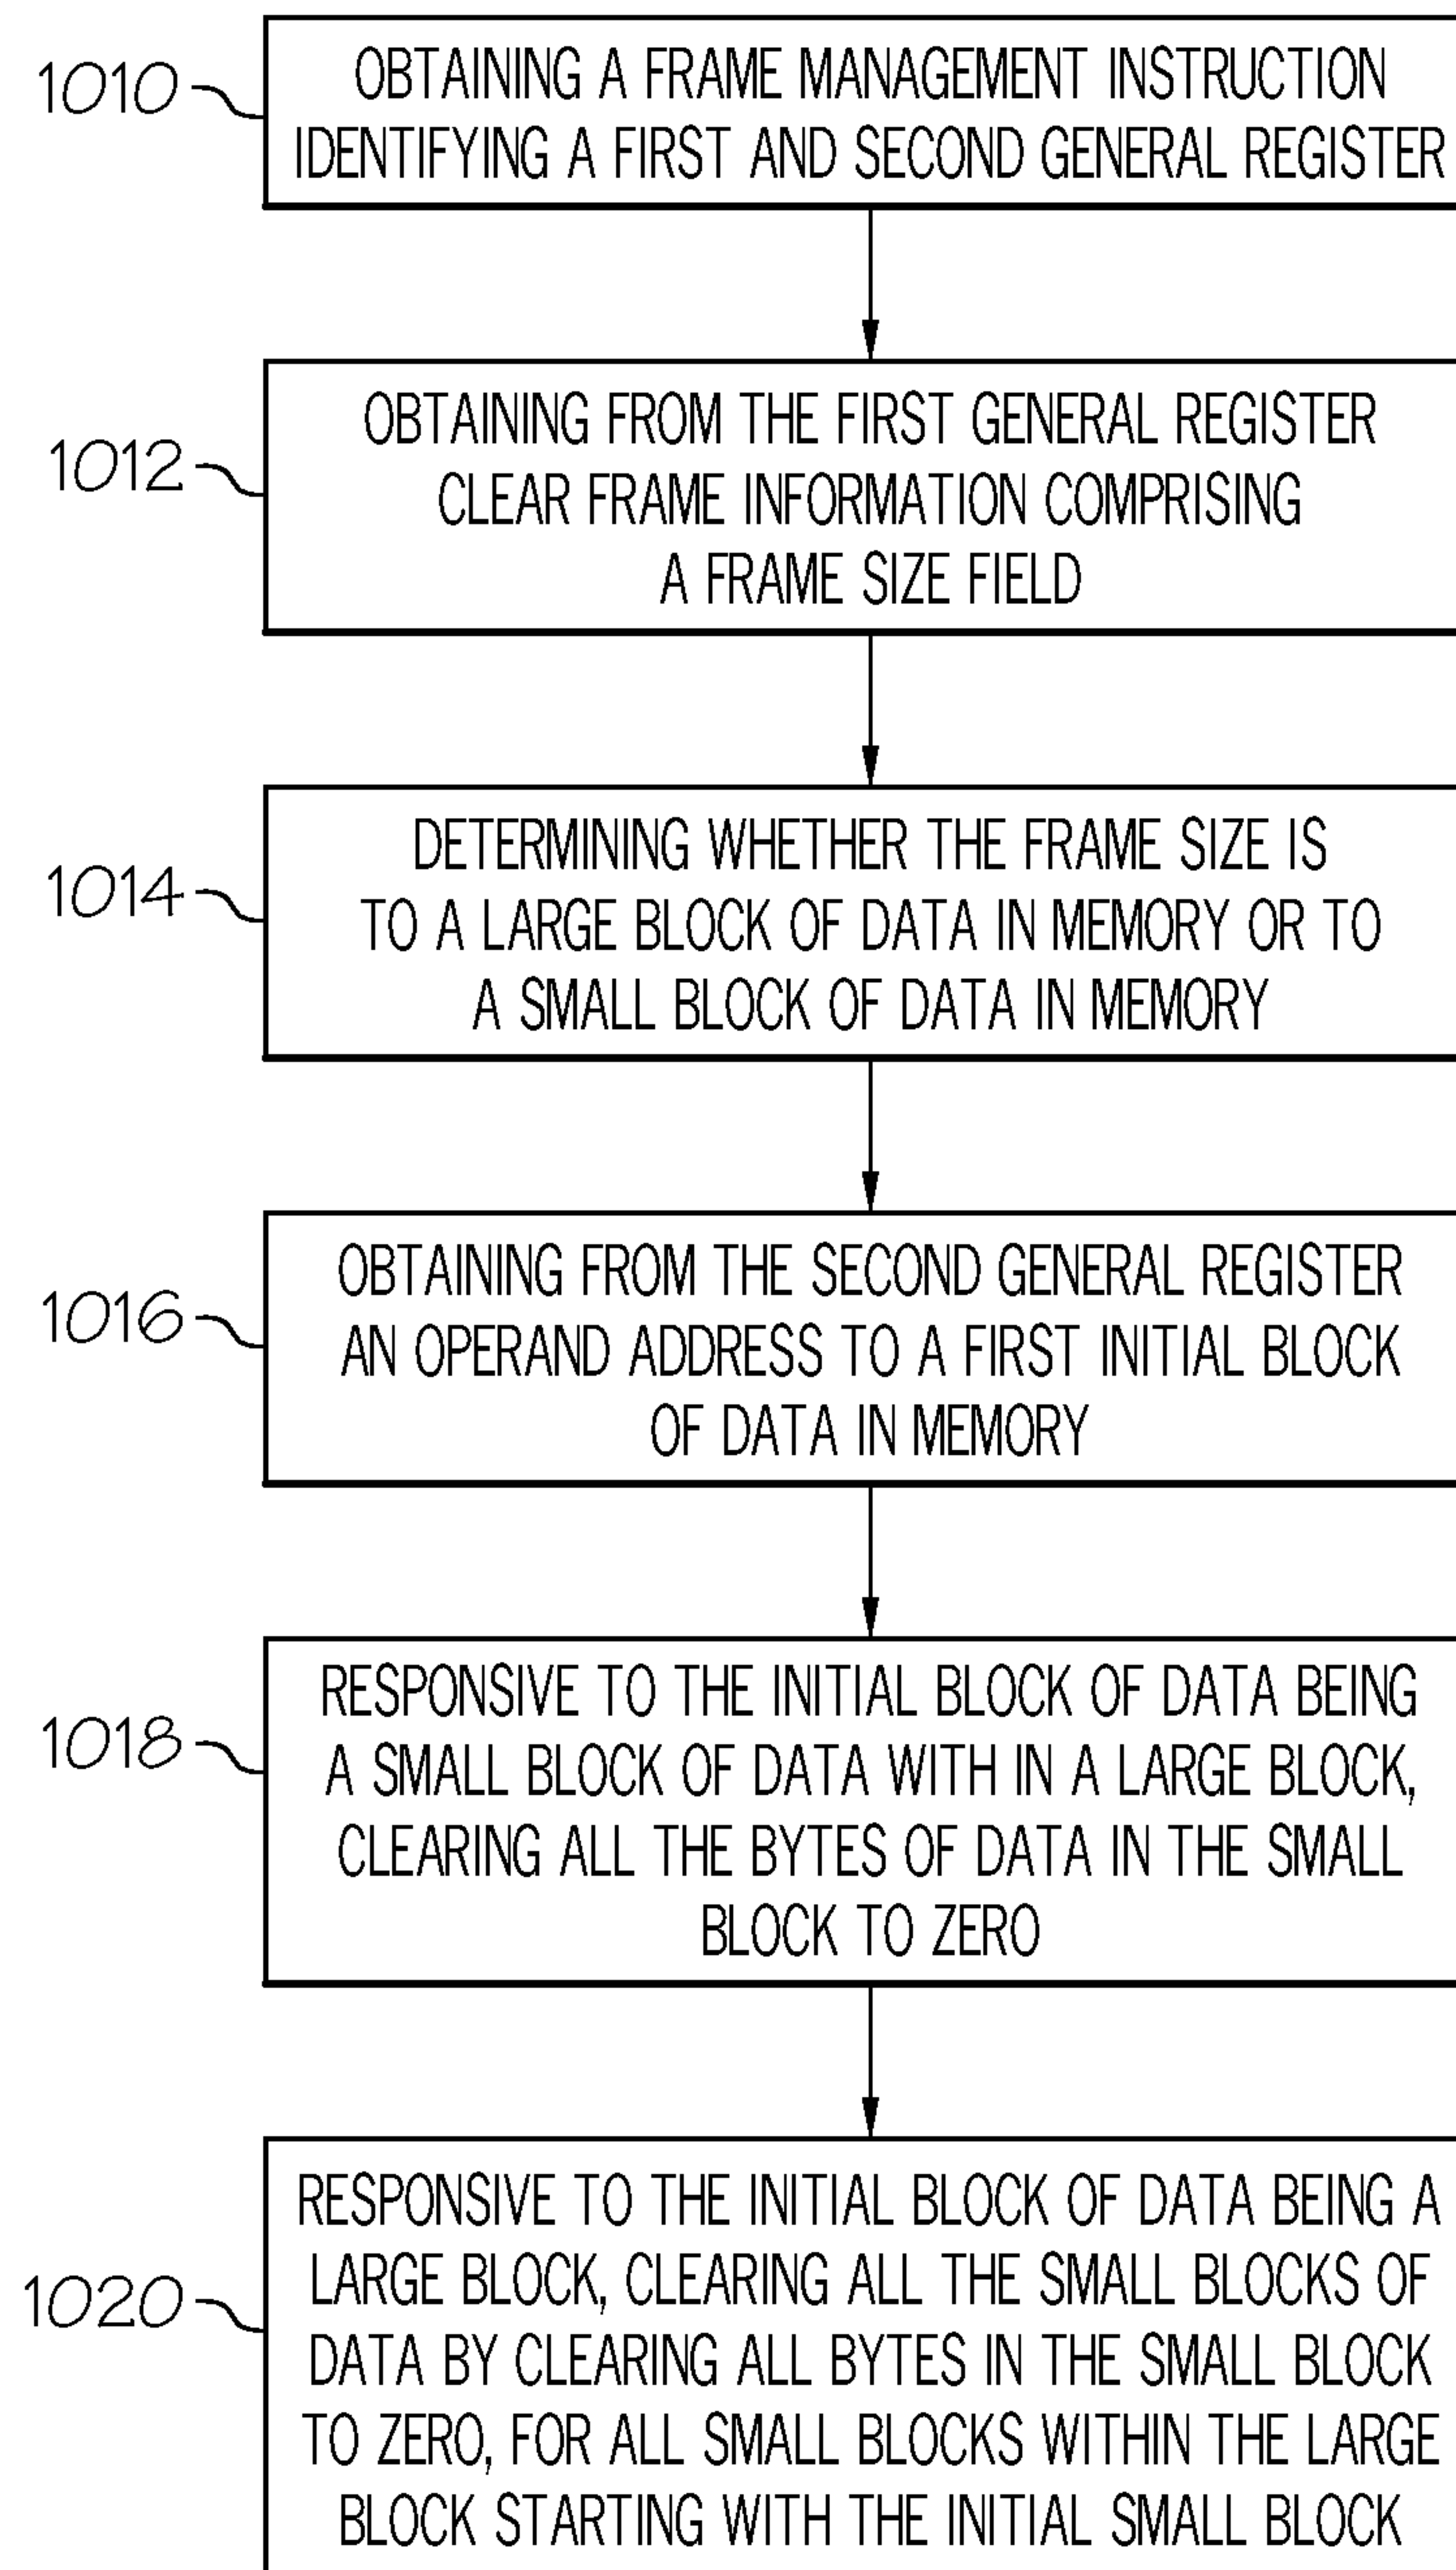 1010
OBTAINING A FRAME MANAGEMENT INSTRUCTION
IDENTIFYING A FIRST AND SECOND GENERAL REGISTER
1012
OBTAINING FROM THE FIRST GENERAL REGISTER
CLEAR FRAME INFORMATION COMPRISING
A FRAME SIZE FIELD
1014
DETERMINING WHETHER THE FRAME SIZE IS
TO A LARGE BLOCK OF DATA IN MEMORY OR TO
A SMALL BLOCK OF DATA IN MEMORY
1016
OBTAINING FROM THE SECOND GENERAL REGISTER
AN OPERAND ADDRESS TO A FIRST INITIAL BLOCK
OF DATA IN MEMORY
1018
RESPONSIVE TO THE INITIAL BLOCK OF DATA BEING
A SMALL BLOCK OF DATA WITH IN A LARGE BLOCK,
CLEARING ALL THE BYTES OF DATA IN THE SMALL
BLOCK TO ZERO
1020
RESPONSIVE TO THE INITIAL BLOCK OF DATA BEING A
LARGE BLOCK, CLEARING ALL THE SMALL BLOCKS OF
DATA BY CLEARING ALL BYTES IN THE SMALL BLOCK
TO ZERO, FOR ALL SMALL BLOCKS WITHIN THE LARGE
BLOCK STARTING WITH THE INITIAL SMALL BLOCK